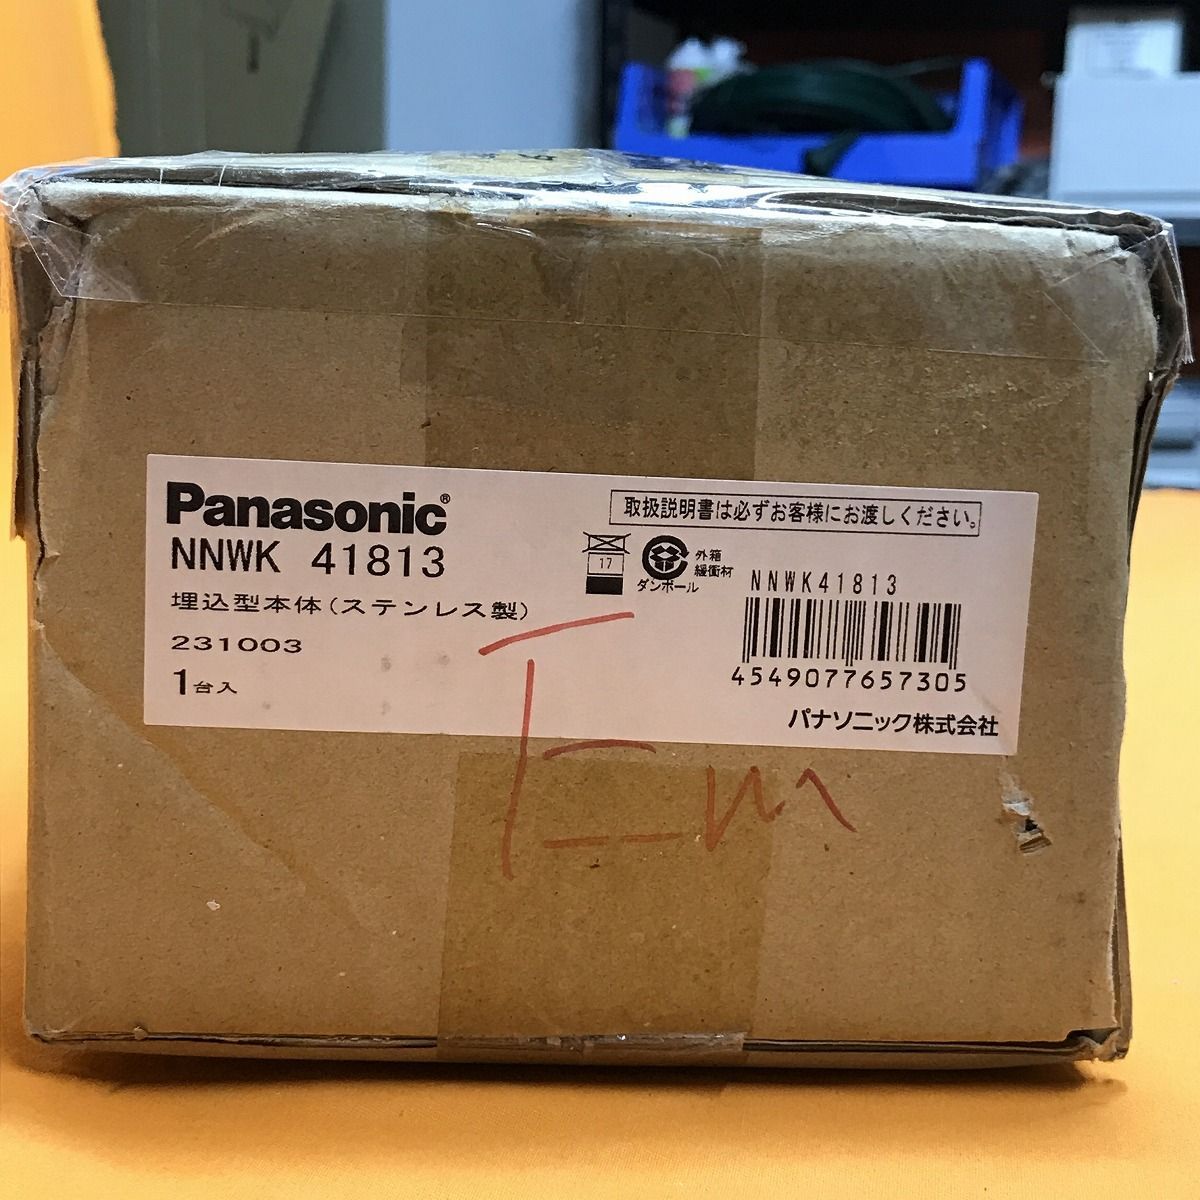 Panasonic®
NNWK 41813
埋込型本体(ステンレス製)
231003
1台入
取扱説明書は必ずお客様にお渡しください。
17
ダンボール
外箱
緩衝材
NNWK41813
4549077657305
パナソニック株式会社